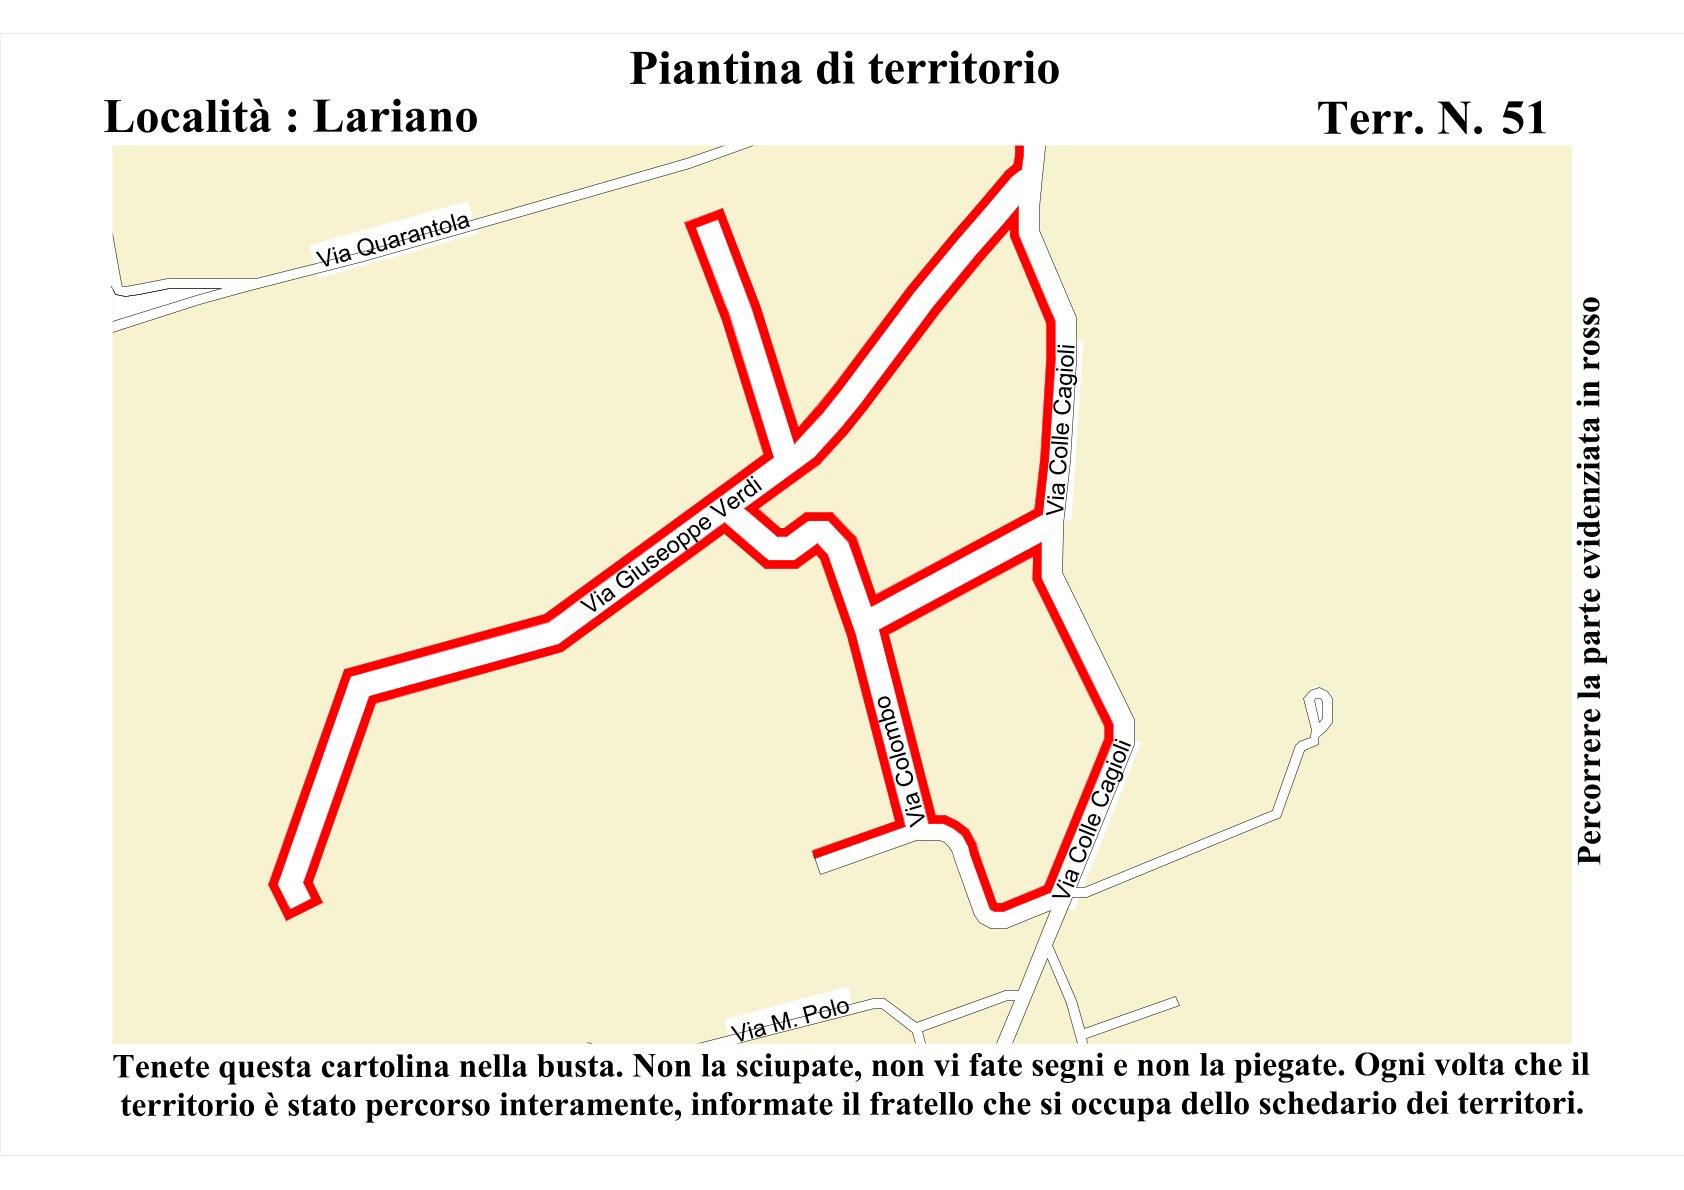 Piantina di territorio
Località : Lariano
Terr. N. 51
Via Quarantola
Via Colle Cagioli
Via Giuseoppe Verdi
Via Colombo
Via Colle Cagioli
Via M. Polo
Percorrere la parte evidenziata in rosso
Tenete questa cartolina nella busta. Non la sciupate, non vi fate segni e non la piegate. Ogni volta che il
territorio è stato percorso interamente, informate il fratello che si occupa dello schedario dei territori.